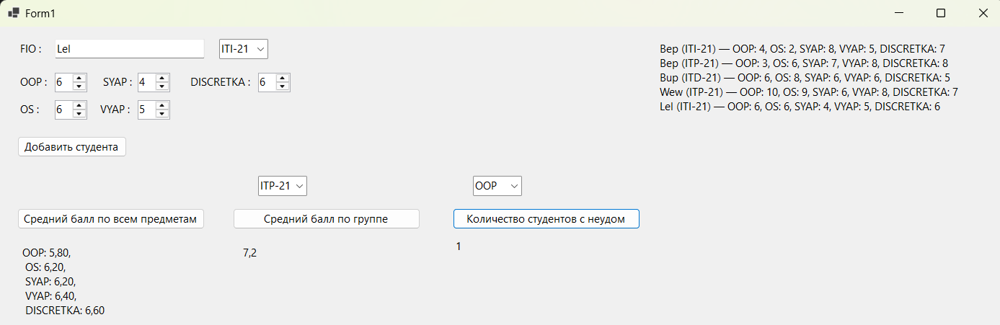 Form1
FIO : Lel ITI-21
OOP : 6 SYAP : 4 DISCRETKA : 6
OS : 6 VYAP : 5
Добавить студента
Bep (ITI-21) — OOP: 4, OS: 2, SYAP: 8, VYAP: 5, DISCRETKA: 7
Bep (ITP-21) — OOP: 3, OS: 6, SYAP: 7, VYAP: 8, DISCRETKA: 8
Bup (ITD-21) — OOP: 6, OS: 8, SYAP: 6, VYAP: 6, DISCRETKA: 5
Wew (ITP-21) — OOP: 10, OS: 9, SYAP: 6, VYAP: 8, DISCRETKA: 7
Lel (ITI-21) — OOP: 6, OS: 6, SYAP: 4, VYAP: 5, DISCRETKA: 6
ITP-21 OOP
Средний балл по всем предметам Средний балл по группе Количество студентов с неудом
OOP: 5,80,
OS: 6,20,
SYAP: 6,20,
VYAP: 6,40,
DISCRETKA: 6,60
7,2
1